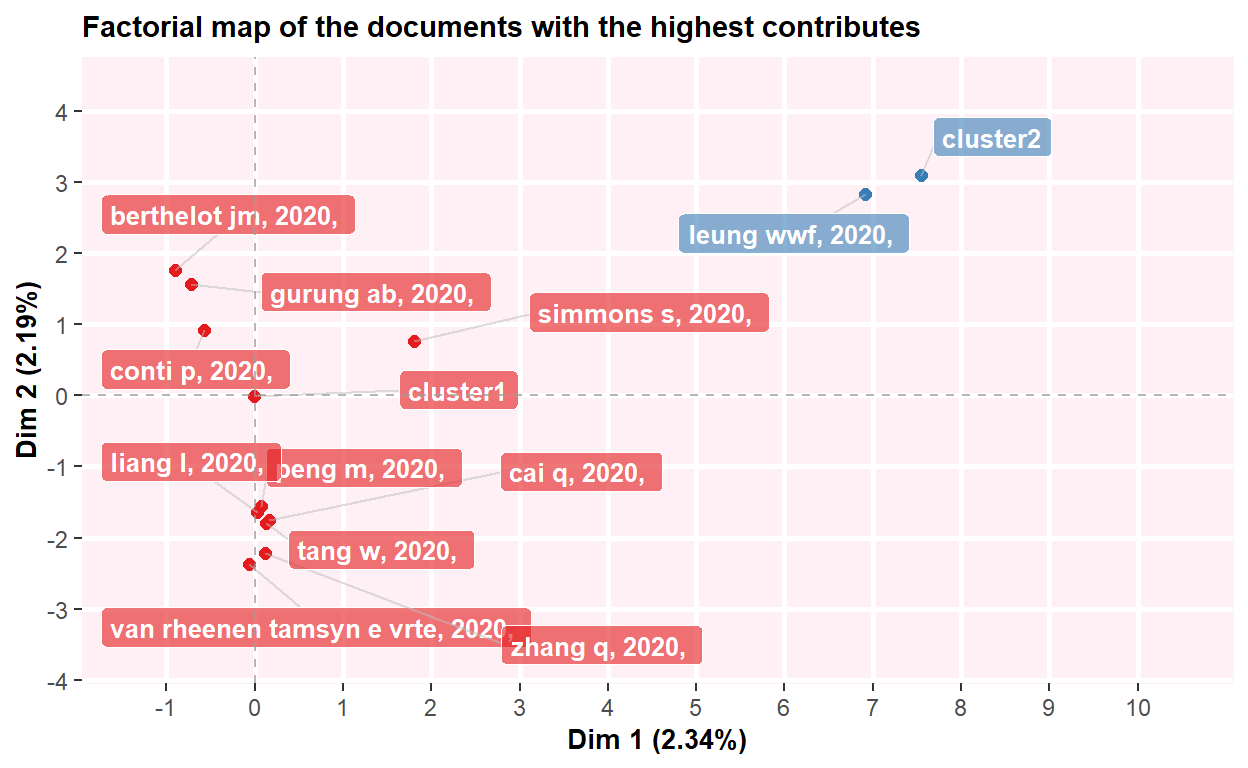 Factorial map of the documents with the highest contributes
4
cluster2
3
berthelot jm, 2020,
leung wwf, 2020,
2
gurung ab, 2020,
simmons s, 2020,
1
conti p, 2020,
cluster1
0
liang l, 2020,
peng m, 2020,
cai q, 2020,
-1
tang w, 2020,
-2
van rheenen tamsyn e vrte, 2020,
-3
zhang q, 2020,
-4
Dim 2 (2.19%)
-1 0 1 2 3 4 5 6 7 8 9 10
Dim 1 (2.34%)